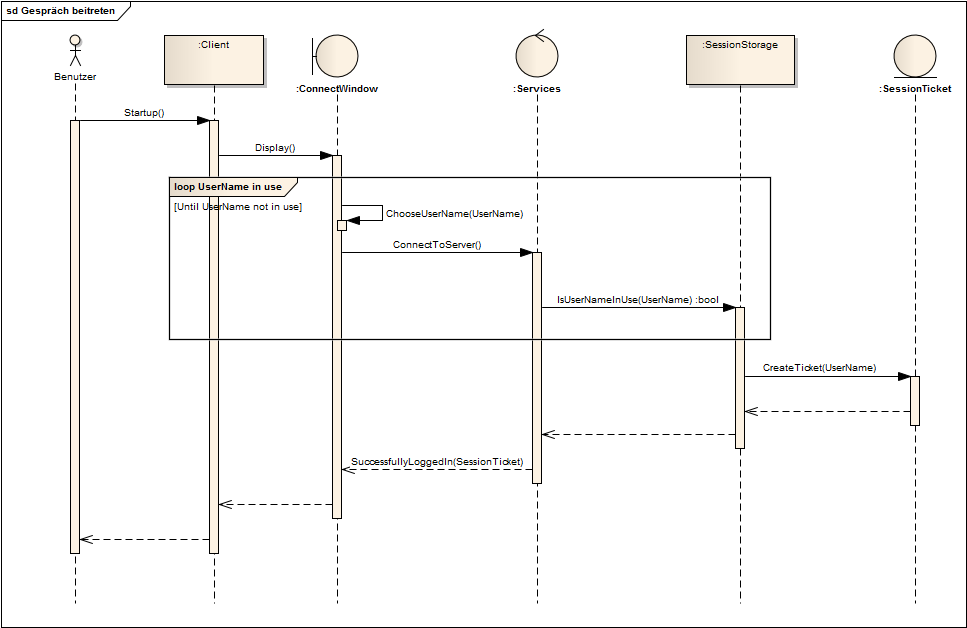 sd Gespräch beitreten
Benutzer
:Client
:ConnectWindow
:Services
:SessionStorage
:SessionTicket
Startup()
Display()
loop UserName in use
[Until UserName not in use]
ChooseUserName(UserName)
ConnectToServer()
IsUserNameInUse(UserName) :bool
CreateTicket(UserName)
SuccessfullyLoggedIn(SessionTicket)